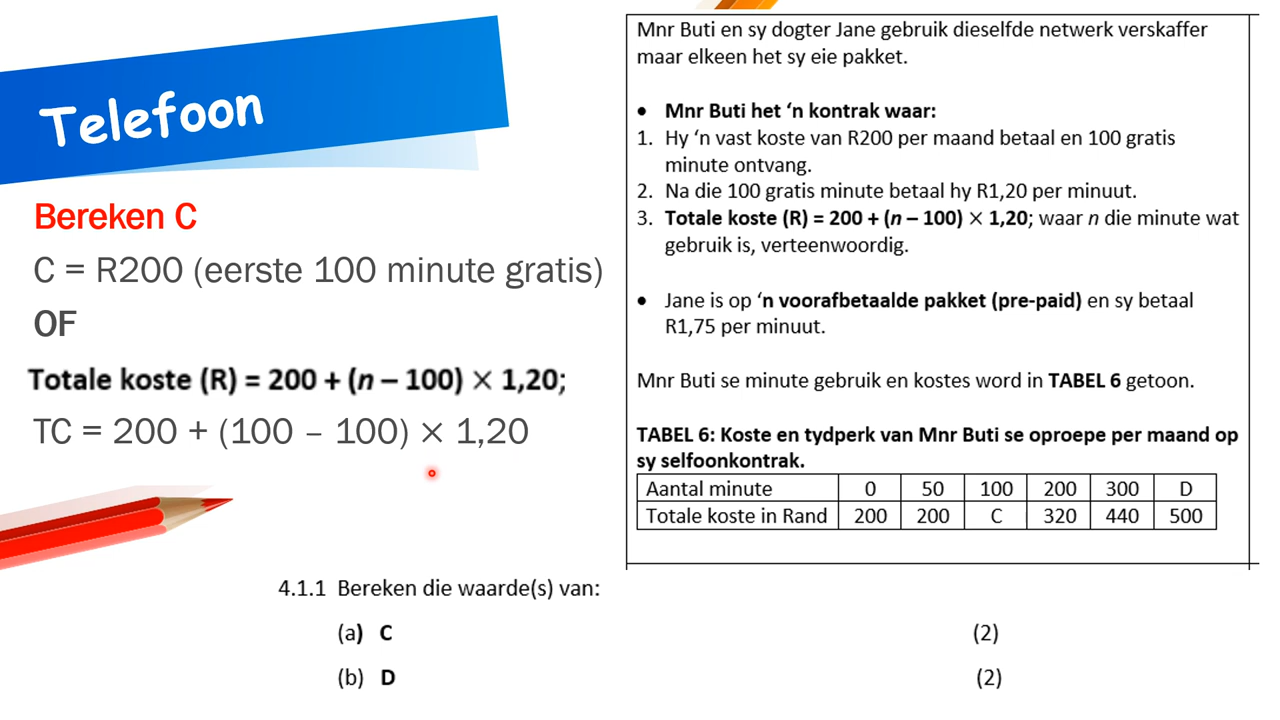 Telefoon
Bereken C
C = R200 (eerste 100 minute gratis)
OF
Totale koste (R) = 200 + (n – 100) × 1,20;
TC = 200 + (100 – 100) × 1,20
Mnr Buti en sy dogter Jane gebruik dieselfde netwerk verskaffer
maar elkeen het sy eie pakket.
• Mnr Buti het ‘n kontrak waar:
1. Hy ‘n vast koste van R200 per maand betaal en 100 gratis
minute ontvang.
2. Na die 100 gratis minute betaal hy R1,20 per minuut.
3. Totale koste (R) = 200 + (n – 100) × 1,20; waar n die minute wat
gebruik is, verteenwoordig.
• Jane is op ‘n voorafbetaalde pakket (pre-paid) en sy betaal
R1,75 per minuut.
Mnr Buti se minute gebruik en kostes word in TABEL 6 getoon.
TABEL 6: Koste en tydperk van Mnr Buti se oproepe per maand op
sy selfoonkontrak.
Aantal minute 0 50 100 200 300 D
Totale koste in Rand 200 200 C 320 440 500
4.1.1 Bereken die waarde(s) van:
(a) C (2)
(b) D (2)